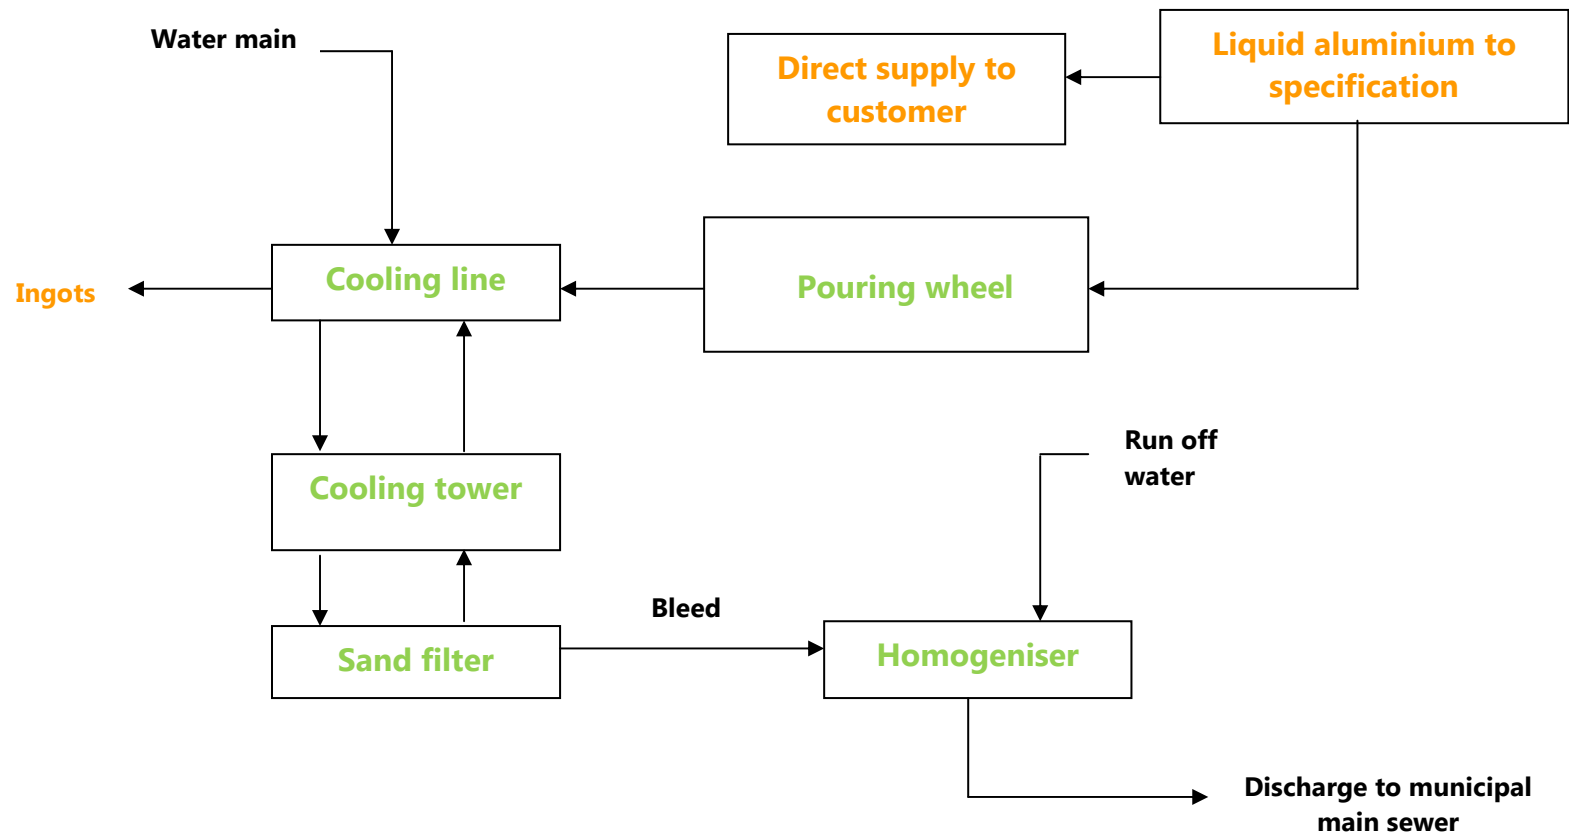 Water main
Direct supply to
customer
Liquid aluminium to
specification
Ingots
Cooling line
Pouring wheel
Cooling tower
Run off
water
Sand filter
Bleed
Homogeniser
Discharge to municipal
main sewer